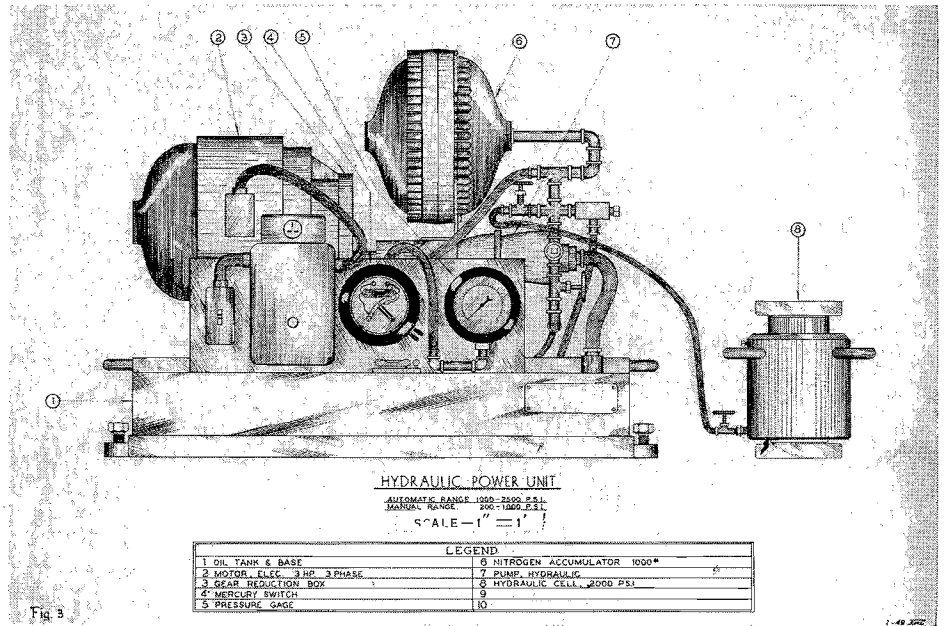 2 3 4 5 6 7
8
1
HYDRAULIC POWER UNIT
AUTOMATIC RANGE 1000-2500 P.S.I.
MANUAL RANGE 200-1000 P.S.I.
SCALE-1"=1'
LEGEND
1 OIL TANK & BASE 6 NITROGEN ACCUMULATOR 1000#
2 MOTOR, ELEC. 3 HP 3 PHASE 7 PUMP, HYDRAULIC
3 GEAR REDUCTION BOX 8 HYDRAULIC CELL, 2000 PSI
4 MERCURY SWITCH 9
5 PRESSURE GAGE 10
Fig. 3